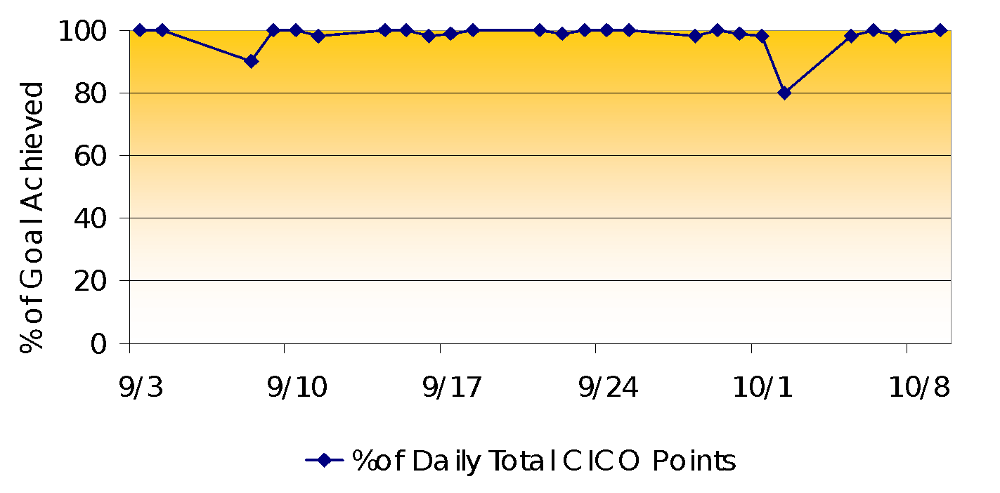 100
80
60
40
20
0
% of Goal Achieved
9/3 9/10 9/17 9/24 10/1 10/8
% of Daily Total CICO Points